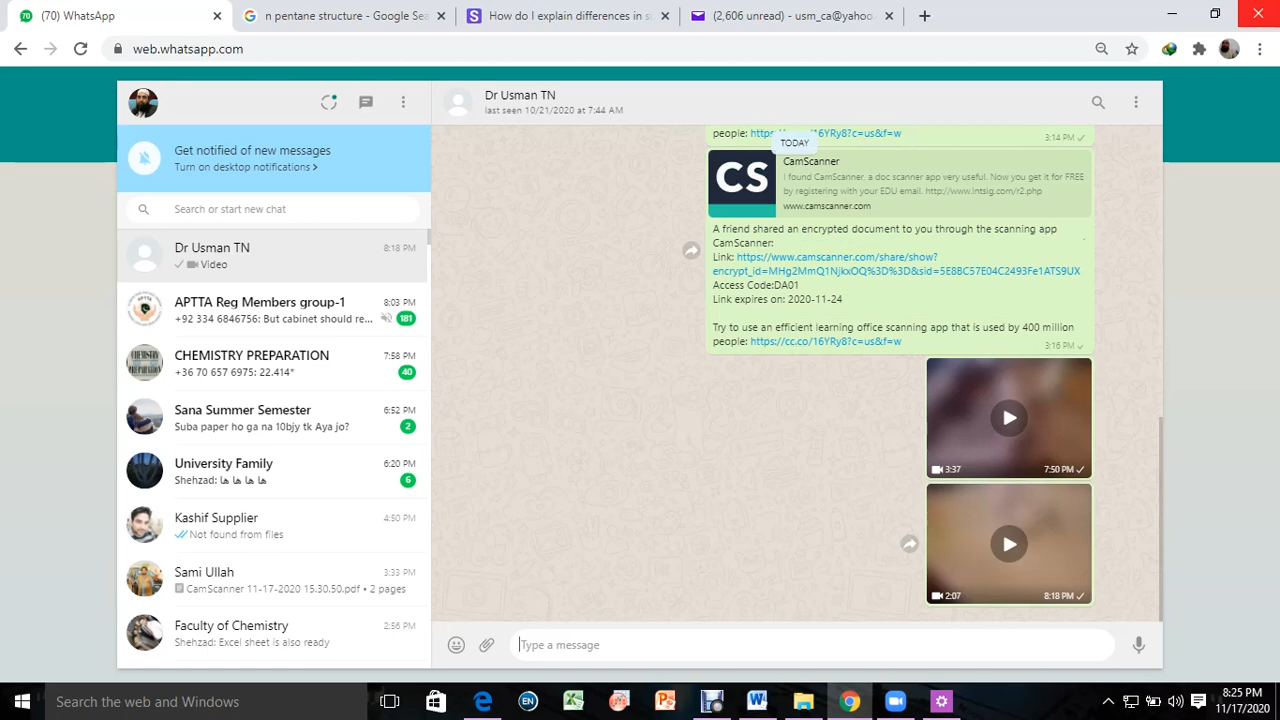 (70) WhatsApp
n pentane structure - Google Sea
How do I explain differences in s
(2,606 unread) - usm_ca@yahoo.
web.whatsapp.com
Dr Usman TN
last seen 10/21/2020 at 7:44 AM
Get notified of new messages
Turn on desktop notifications >
Search or start new chat
Dr Usman TN
8:18 PM
Video
APTTA Reg Members group-1
8:03 PM
+92 334 6846756: But cabinet should re...
181
CHEMISTRY PREPARATION
7:58 PM
+36 70 657 6975: 22.414*
40
Sana Summer Semester
6:52 PM
Suba paper ho ga na 10bjy tk Aya jo?
2
University Family
6:20 PM
Shehzad: ها ها ها ها
6
Kashif Supplier
4:50 PM
Not found from files
Sami Ullah
3:33 PM
CamScanner 11-17-2020 15.30.50.pdf • 2 pages
Faculty of Chemistry
2:56 PM
Shehzad: Excel sheet is also ready
people: https://cc.co/16YRy8?c=us&f=w
3:14 PM
TODAY
CS
CamScanner
I found CamScanner, a doc scanner app very useful. Now you get it for FREE
by registering with your EDU email. http://www.intsig.com/r2.php
www.camscanner.com
A friend shared an encrypted document to you through the scanning app
CamScanner:
Link: https://www.camscanner.com/share/show?
encrypt_id=MHg2MmQ1NjkxOQ%3D%3D&sid=5E8BC57E04C2493Fe1ATS9UX
Access Code:DA01
Link expires on: 2020-11-24
Try to use an efficient learning office scanning app that is used by 400 million
people: https://cc.co/16YRy8?c=us&f=w
3:16 PM
3:37
7:50 PM
2:07
8:18 PM
Type a message
Search the web and Windows
8:25 PM
11/17/2020